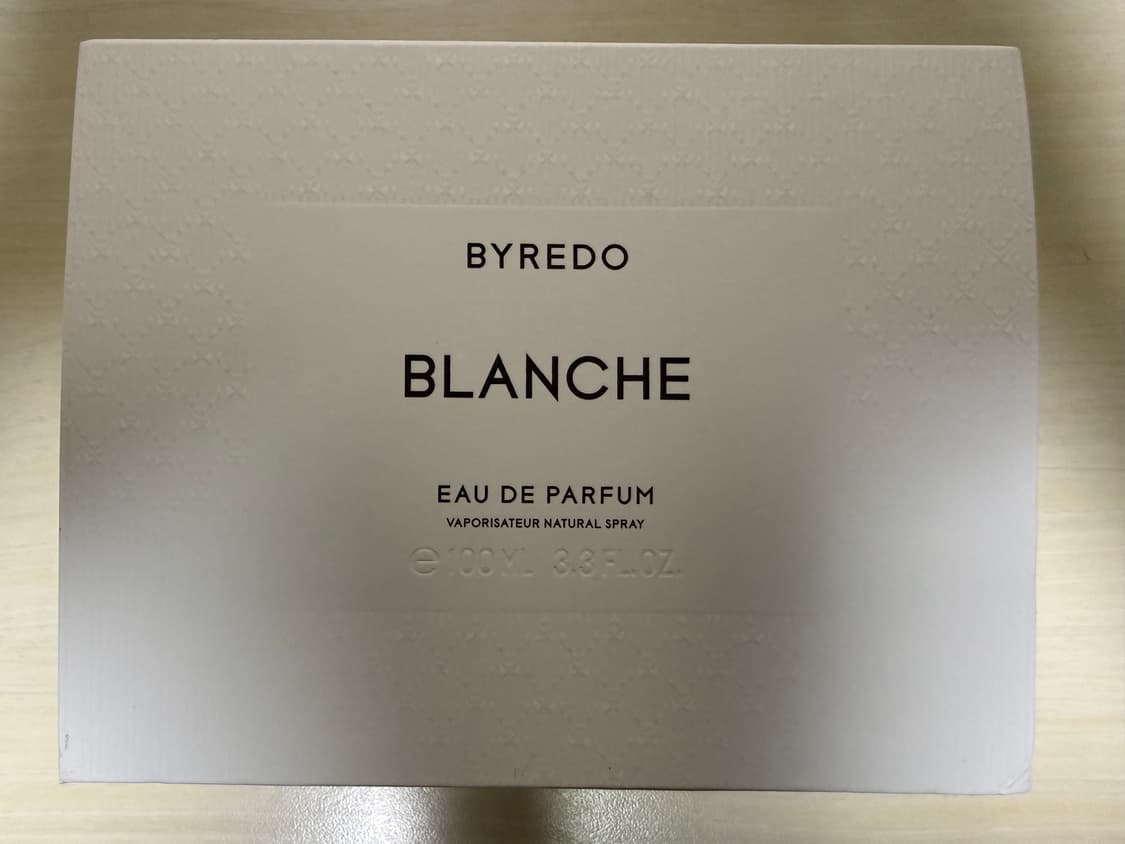 BYREDO
BLANCHE
EAU DE PARFUM
VAPORISATEUR NATURAL SPRAY
℮ 100 ML 3.3 FL.OZ.